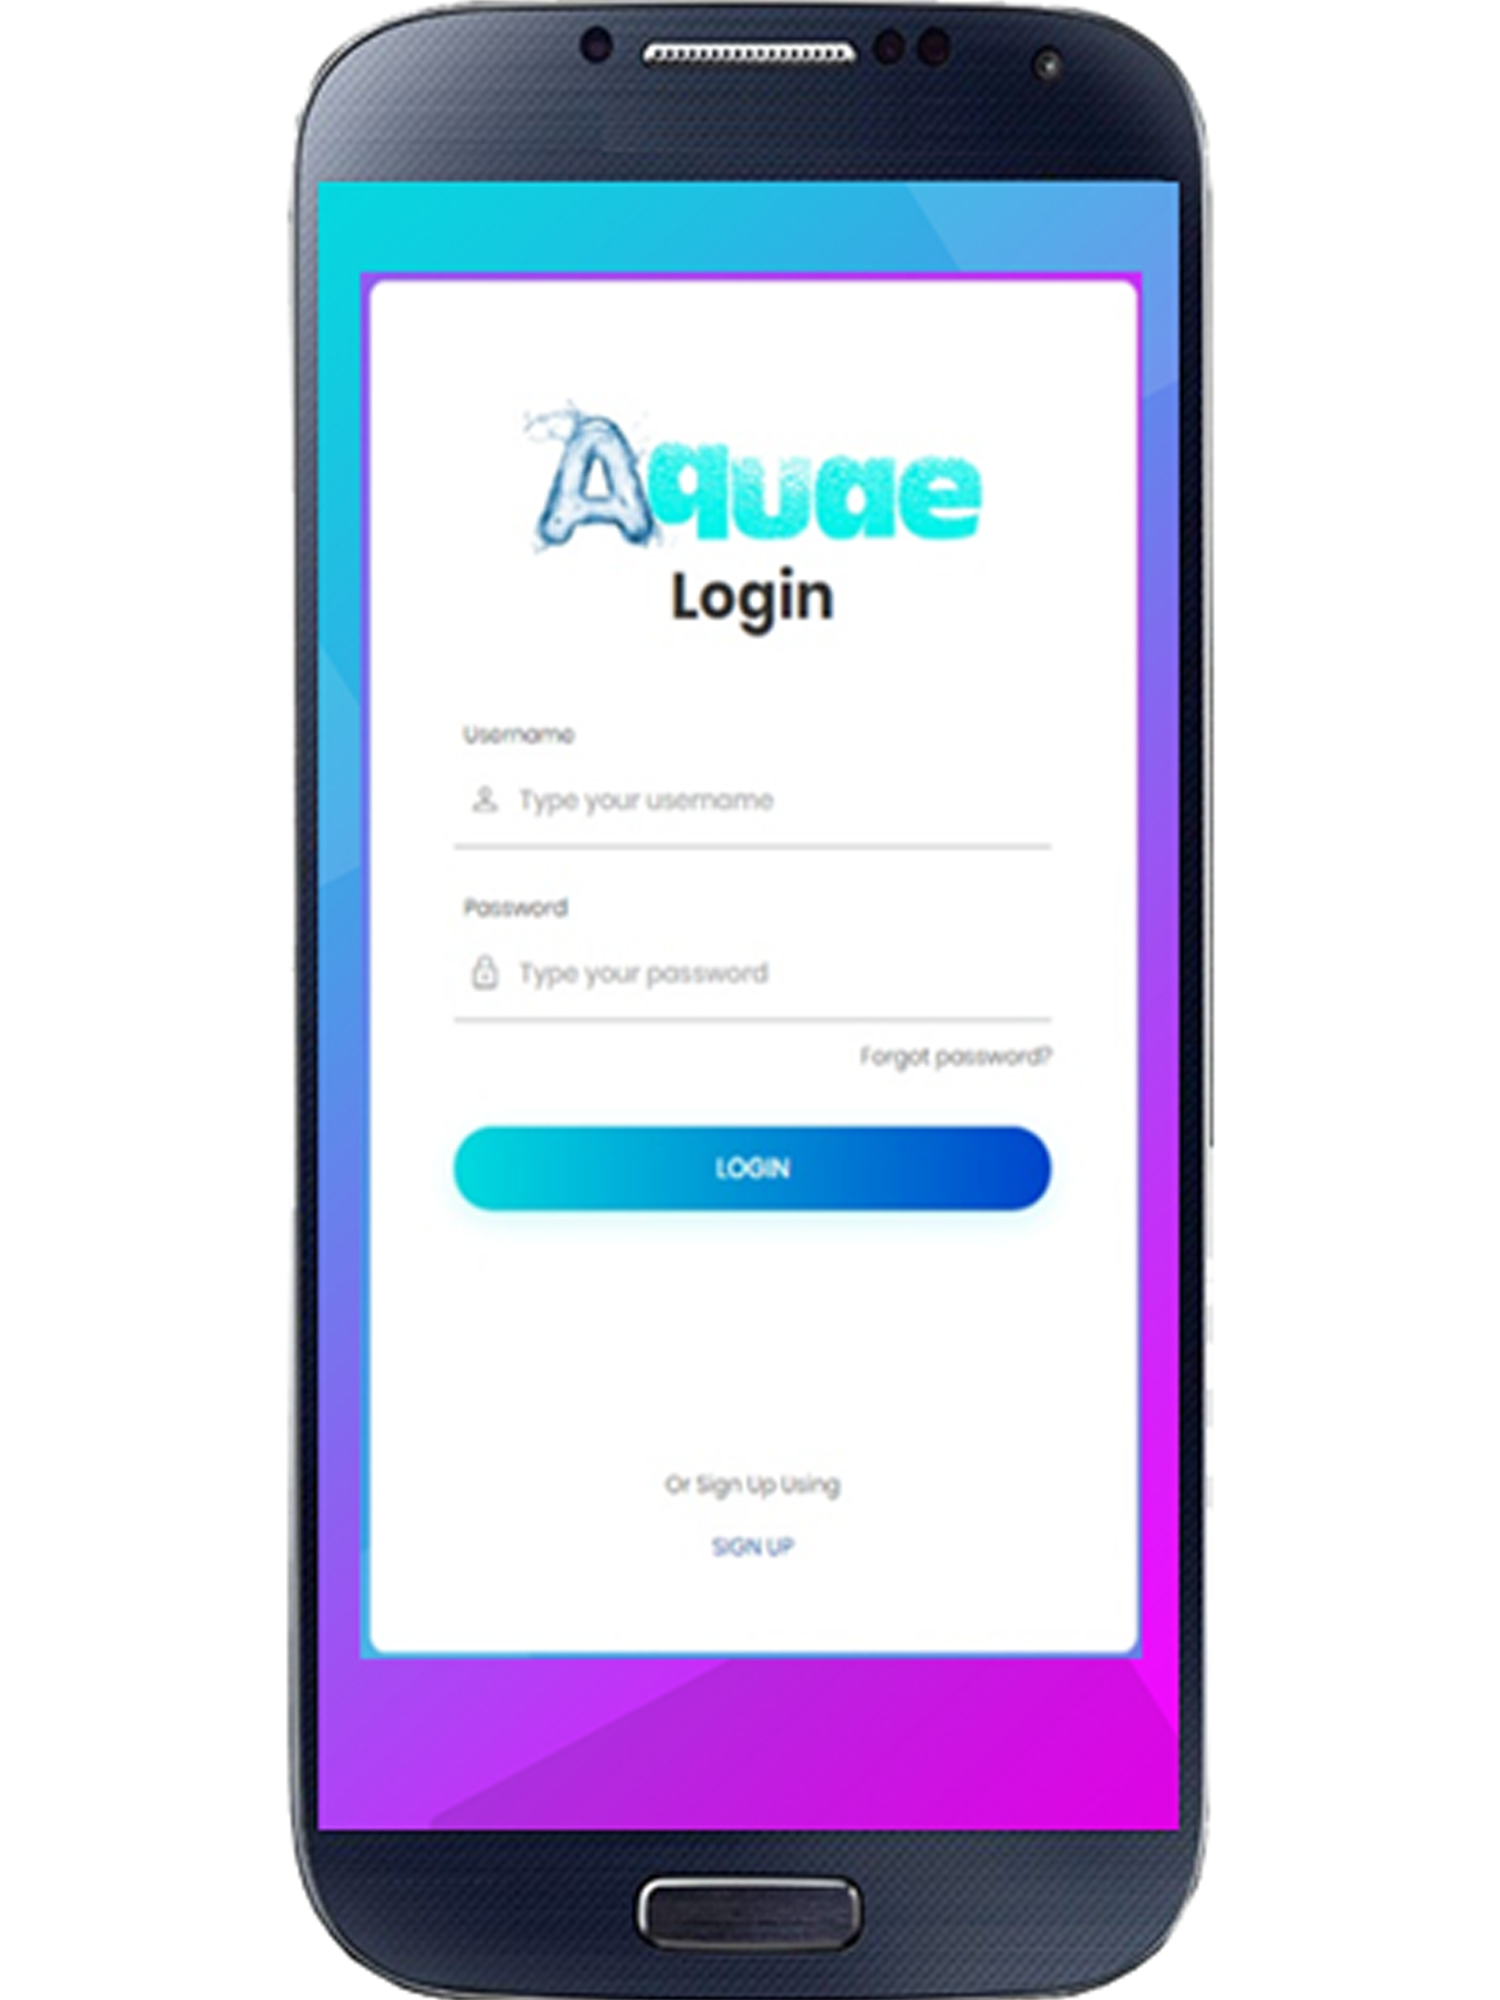 Aquae
Login
Username
Type your username
Password
Type your password
Forgot password?
LOGIN
Or Sign Up Using
SIGN UP